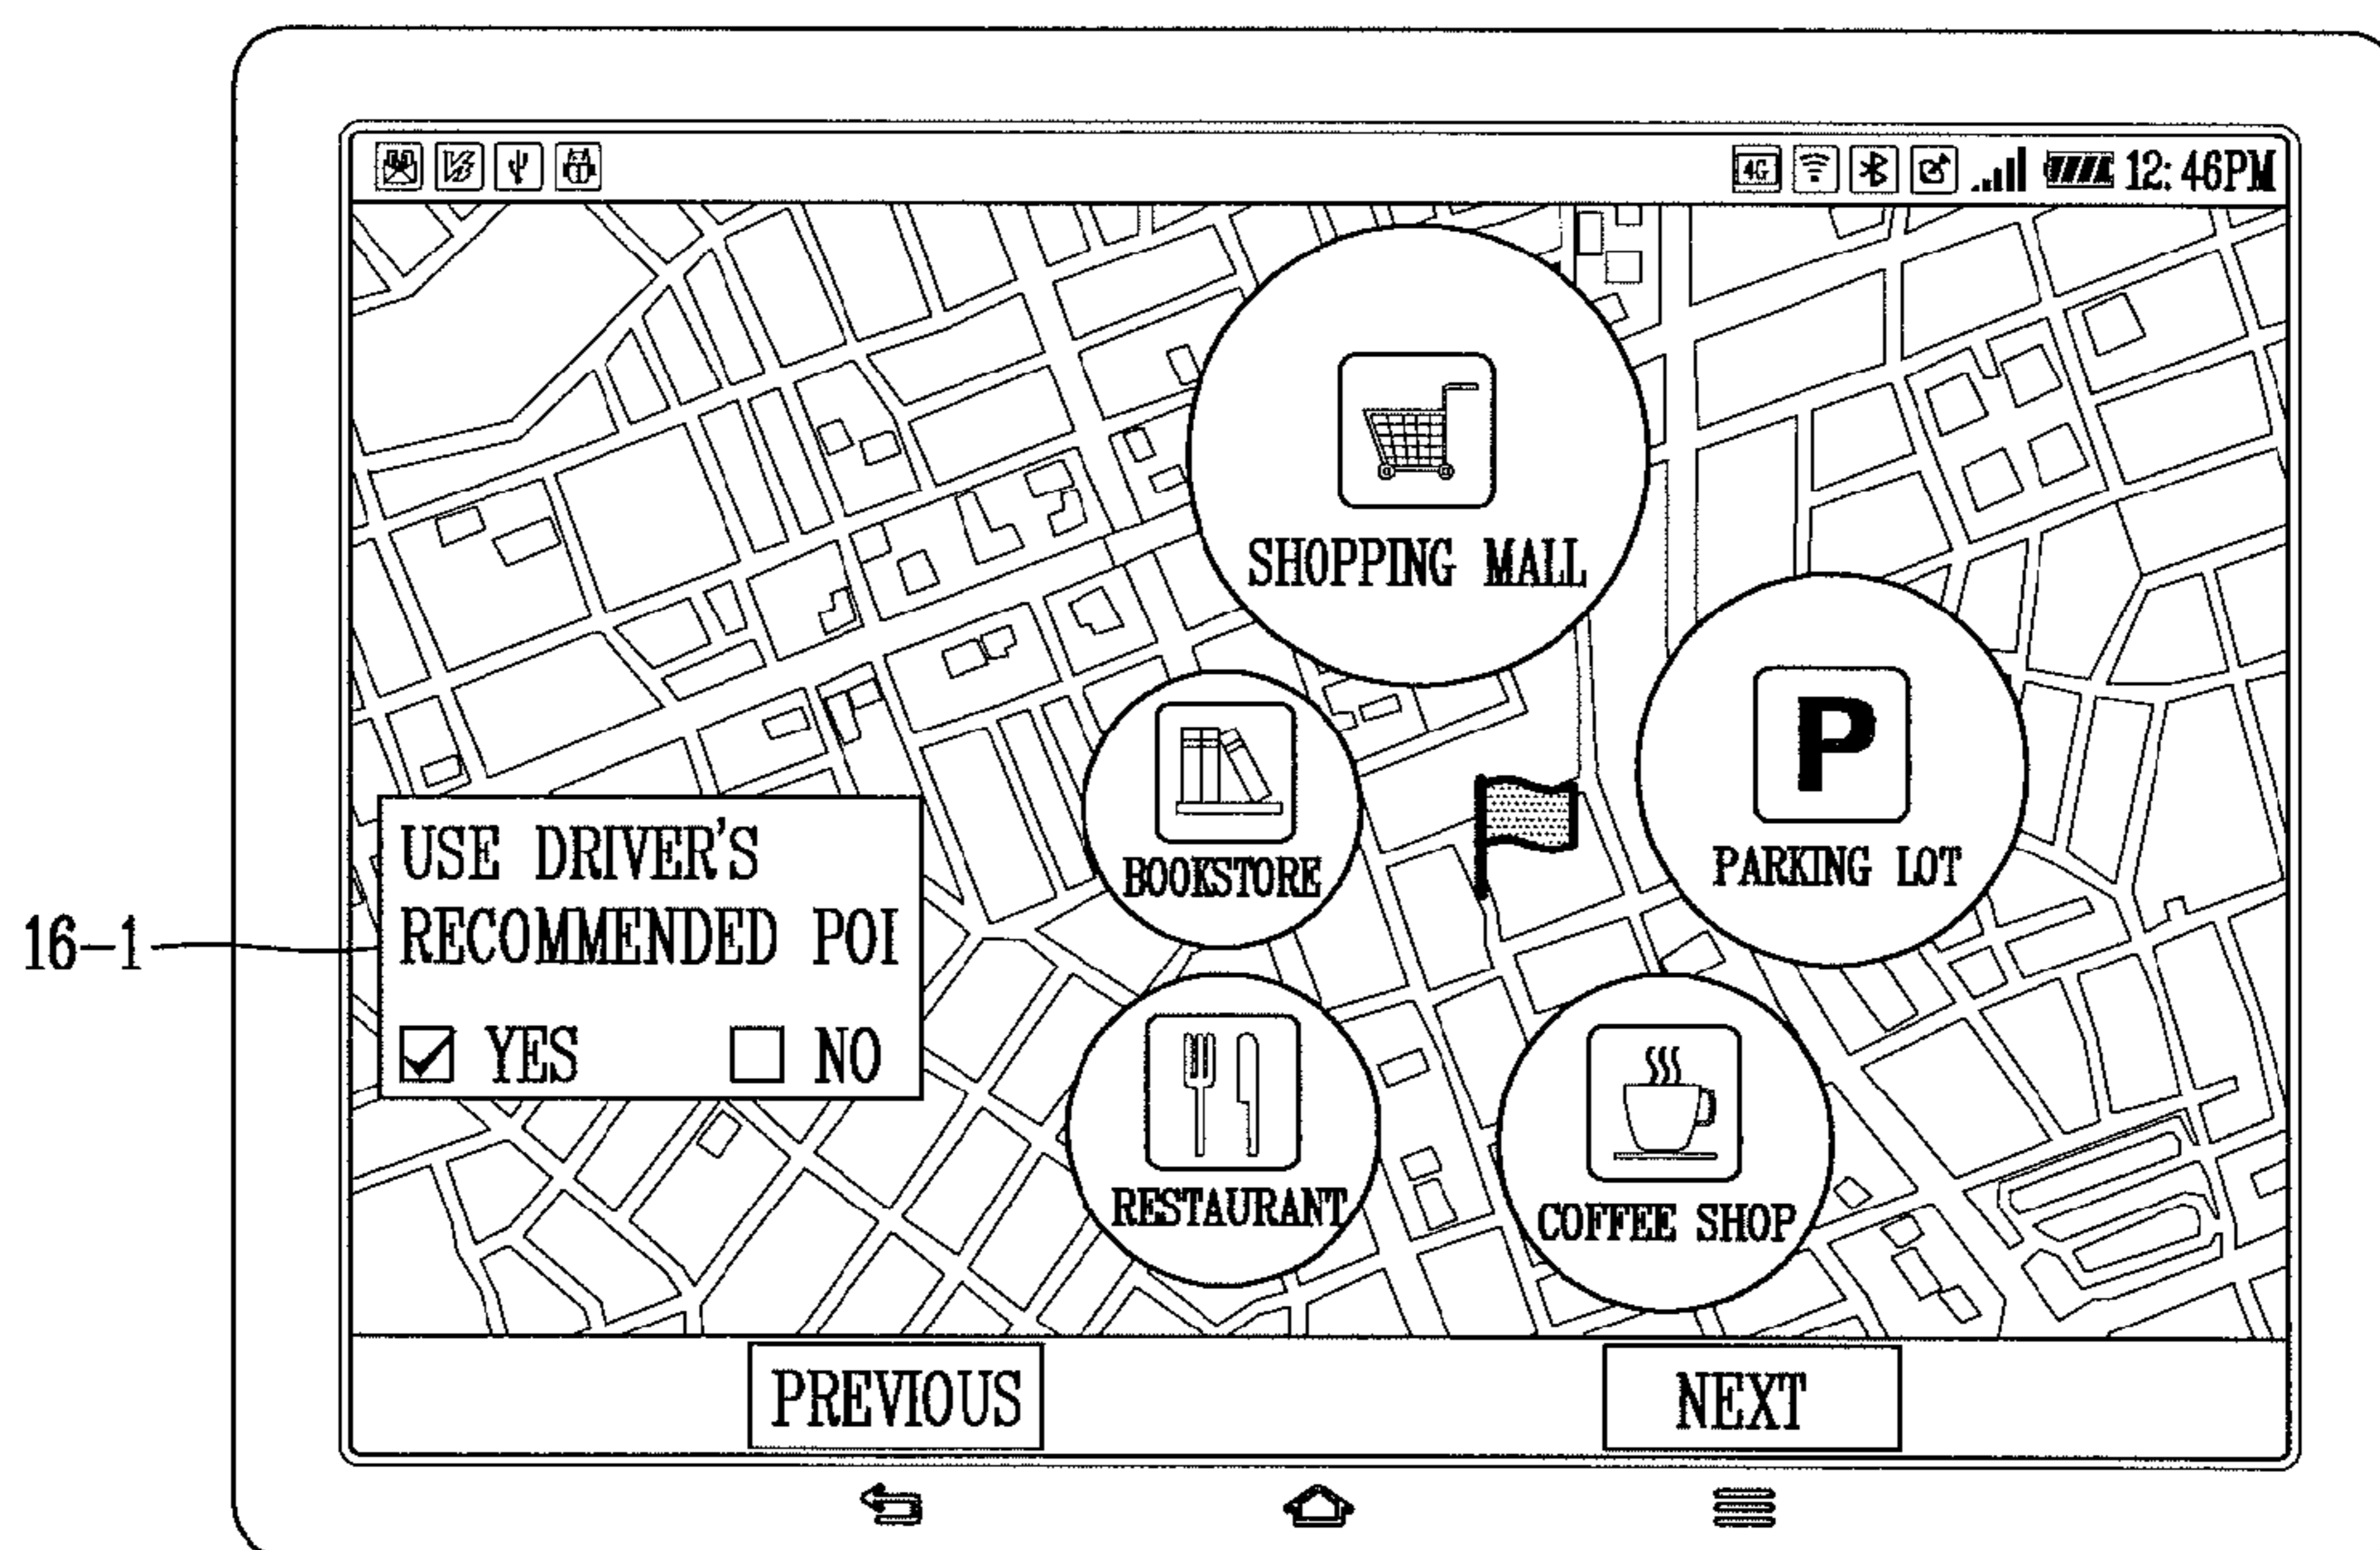 4G 12:46PM
SHOPPING MALL
P
PARKING LOT
BOOKSTORE
USE DRIVER'S
RECOMMENDED POI
YES NO
16-1
RESTAURANT
COFFEE SHOP
PREVIOUS NEXT